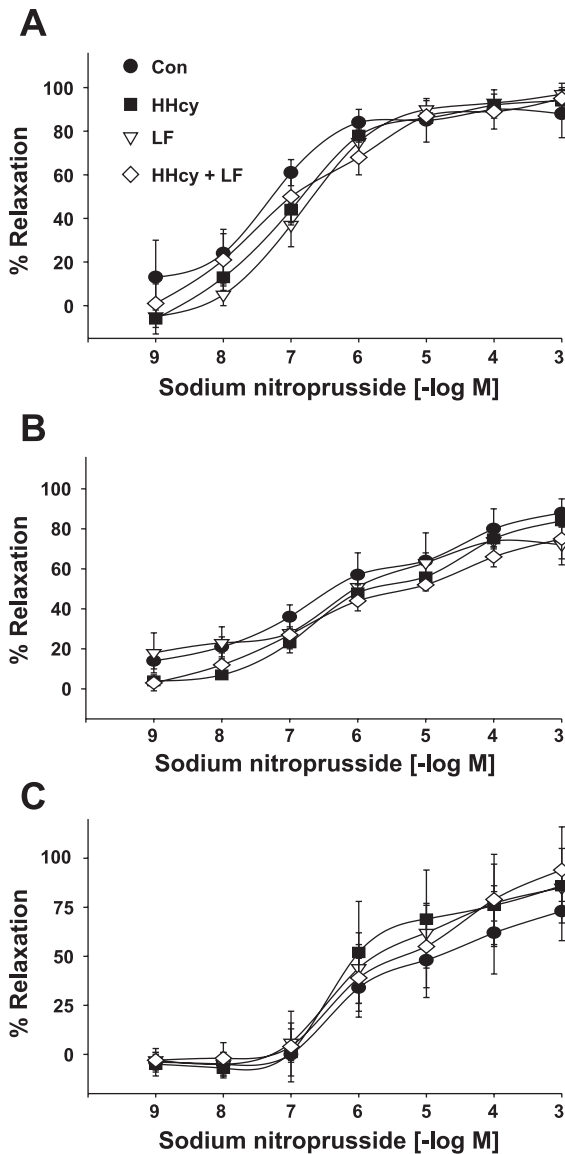 A
Con
HHcy
LF
HHcy + LF
100
80
60
40
20
0
% Relaxation
9 8 7 6 5 4 3
Sodium nitroprusside [-log M]
B
100
80
60
40
20
0
% Relaxation
9 8 7 6 5 4 3
Sodium nitroprusside [-log M]
C
100
75
50
25
0
% Relaxation
9 8 7 6 5 4 3
Sodium nitroprusside [-log M]